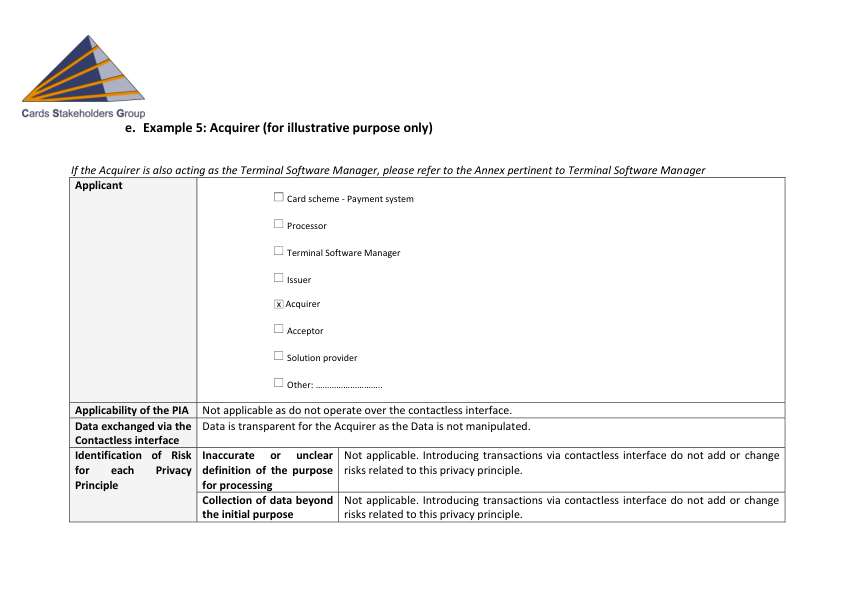 Cards Stakeholders Group
e. Example 5: Acquirer (for illustrative purpose only)
If the Acquirer is also acting as the Terminal Software Manager, please refer to the Annex pertinent to Terminal Software Manager
Applicant
Card scheme - Payment system
Processor
Terminal Software Manager
Issuer
x Acquirer
Acceptor
Solution provider
Other: ...........................
Applicability of the PIA
Not applicable as do not operate over the contactless interface.
Data exchanged via the
Contactless interface
Data is transparent for the Acquirer as the Data is not manipulated.
Identification of Risk
for each Privacy
Principle
Inaccurate or unclear
definition of the purpose
for processing
Not applicable. Introducing transactions via contactless interface do not add or change
risks related to this privacy principle.
Collection of data beyond
the initial purpose
Not applicable. Introducing transactions via contactless interface do not add or change
risks related to this privacy principle.